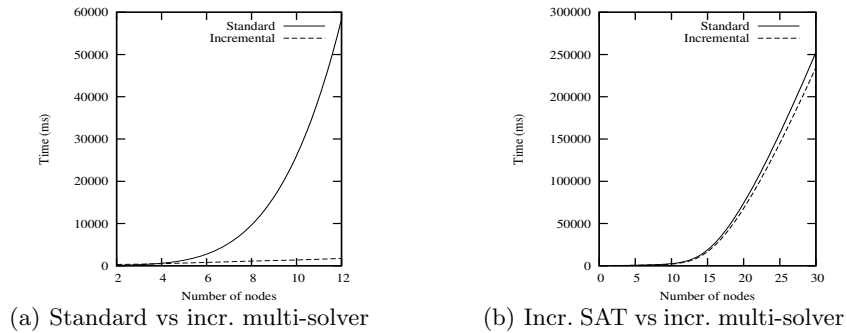 Standard
Incremental
60000
50000
40000
30000
20000
10000
0
Time (ms)
2 4 6 8 10 12
Number of nodes
(a) Standard vs incr. multi-solver
Standard
Incremental
300000
250000
200000
150000
100000
50000
0
Time (ms)
0 5 10 15 20 25 30
Number of nodes
(b) Incr. SAT vs incr. multi-solver